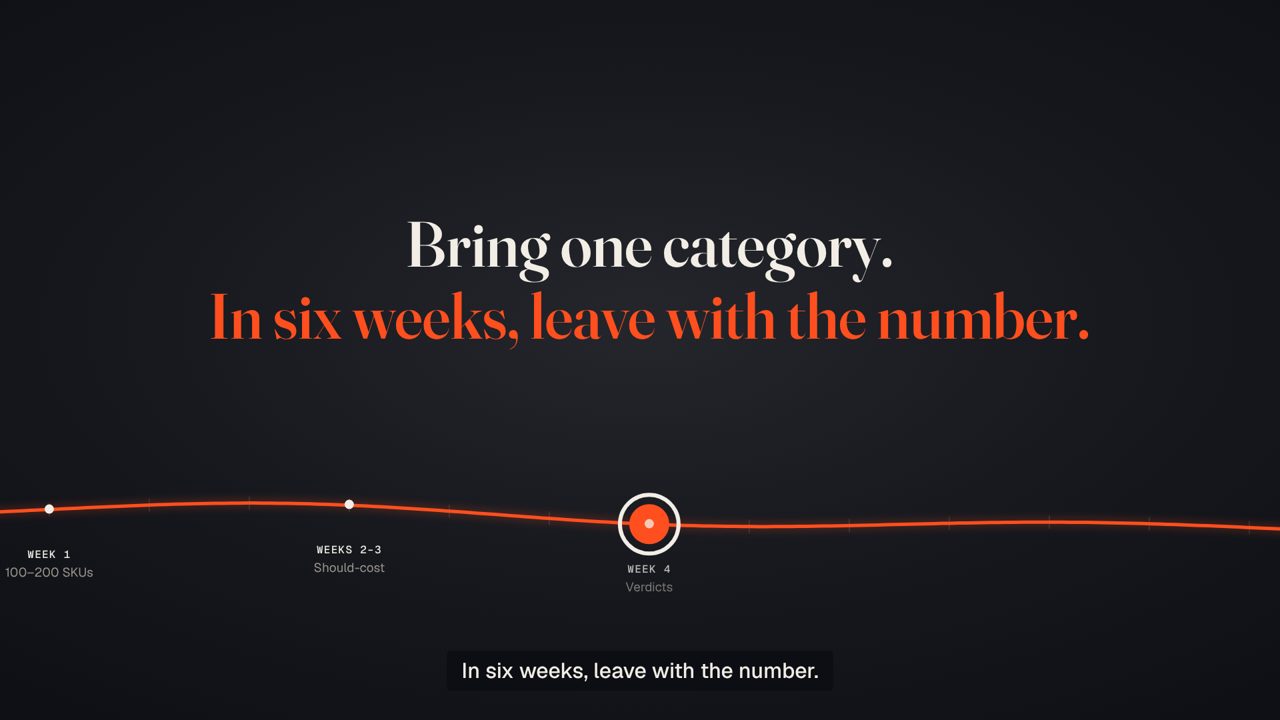 Bring one category.
In six weeks, leave with the number.
WEEK 1
100–200 SKUs
WEEKS 2–3
Should-cost
WEEK 4
Verdicts
In six weeks, leave with the number.